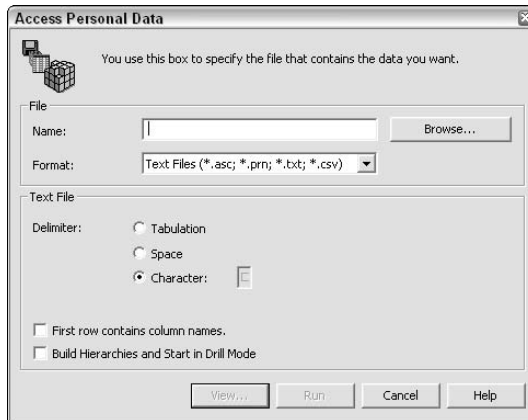 Access Personal Data
You use this box to specify the file that contains the data you want.
File
Name:
Browse...
Format:
Text Files (*.asc; *.prn; *.txt; *.csv)
Text File
Delimiter:
Tabulation
Space
Character:
First row contains column names.
Build Hierarchies and Start in Drill Mode
View...
Run
Cancel
Help